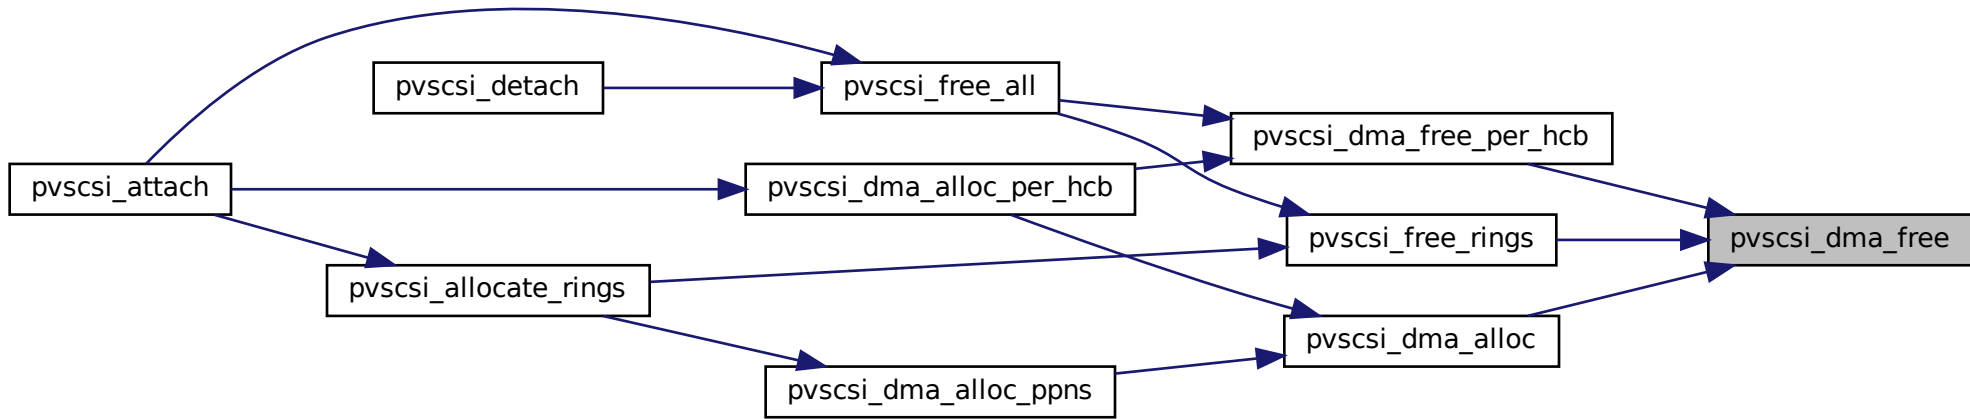 pvscsi_detach
pvscsi_free_all
pvscsi_dma_free_per_hcb
pvscsi_attach
pvscsi_dma_alloc_per_hcb
pvscsi_free_rings
pvscsi_dma_free
pvscsi_allocate_rings
pvscsi_dma_alloc
pvscsi_dma_alloc_ppns